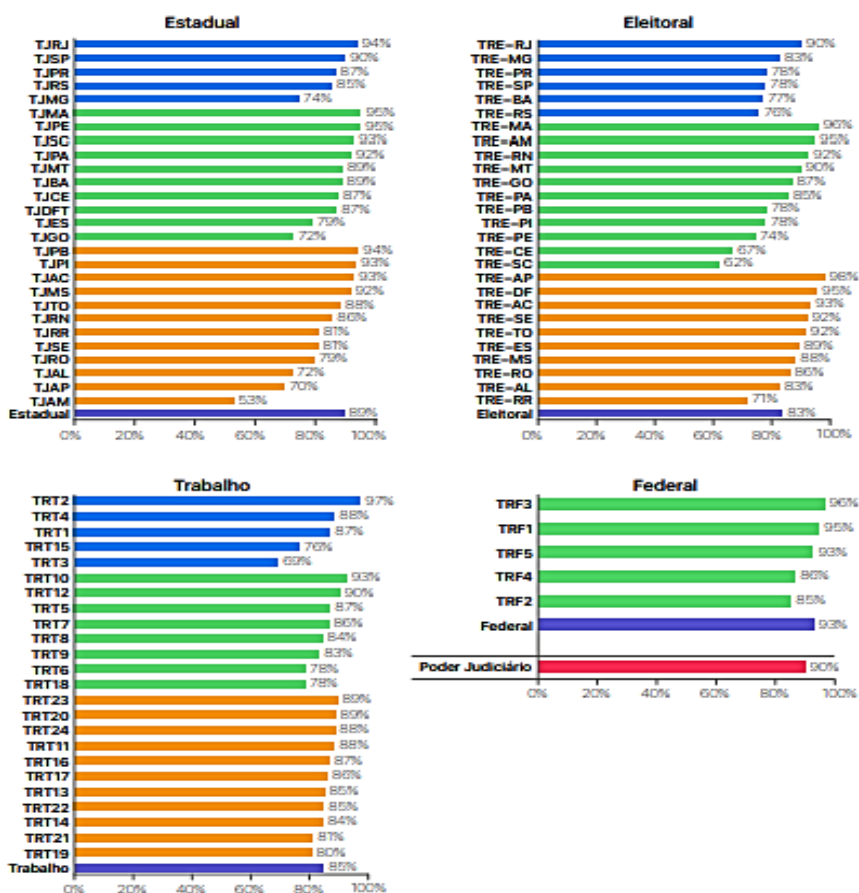 Estadual
TJRJ 94%
TJSP 90%
TJPR 87%
TJRS 85%
TJMG 74%
TJMA 95%
TJPE 95%
TJSC 93%
TJPA 92%
TJMT 89%
TJBA 89%
TJCE 87%
TJDFT 87%
TJES 79%
TJGO 72%
TJPB 94%
TJPI 93%
TJAC 93%
TJMS 92%
TJTO 88%
TJRN 86%
TJRR 81%
TJSE 81%
TJRO 79%
TJAL 72%
TJAP 70%
TJAM 53%
Estadual 89%
0% 20% 40% 60% 80% 100%
Eleitoral
TRE-RJ 90%
TRE-MG 83%
TRE-PR 78%
TRE-SP 78%
TRE-BA 77%
TRE-RS 76%
TRE-MA 96%
TRE-AM 95%
TRE-RN 92%
TRE-MT 90%
TRE-GO 87%
TRE-PA 85%
TRE-PB 78%
TRE-PI 78%
TRE-PE 74%
TRE-CE 67%
TRE-SC 62%
TRE-AP 98%
TRE-DF 95%
TRE-AC 93%
TRE-SE 92%
TRE-TO 92%
TRE-ES 89%
TRE-MS 88%
TRE-RO 86%
TRE-AL 83%
TRE-RR 71%
Eleitoral 83%
0% 20% 40% 60% 80% 100%
Trabalho
TRT2 97%
TRT4 88%
TRT1 87%
TRT15 76%
TRT3 69%
TRT10 93%
TRT12 90%
TRT5 87%
TRT7 86%
TRT8 84%
TRT9 83%
TRT6 78%
TRT18 78%
TRT23 89%
TRT20 89%
TRT24 88%
TRT11 88%
TRT16 87%
TRT17 86%
TRT13 85%
TRT22 85%
TRT14 84%
TRT21 81%
TRT19 80%
Trabalho 85%
0% 20% 40% 60% 80% 100%
Federal
TRF3 96%
TRF1 95%
TRF5 93%
TRF4 86%
TRF2 85%
Federal 93%
Poder Judiciário 90%
0% 20% 40% 60% 80% 100%